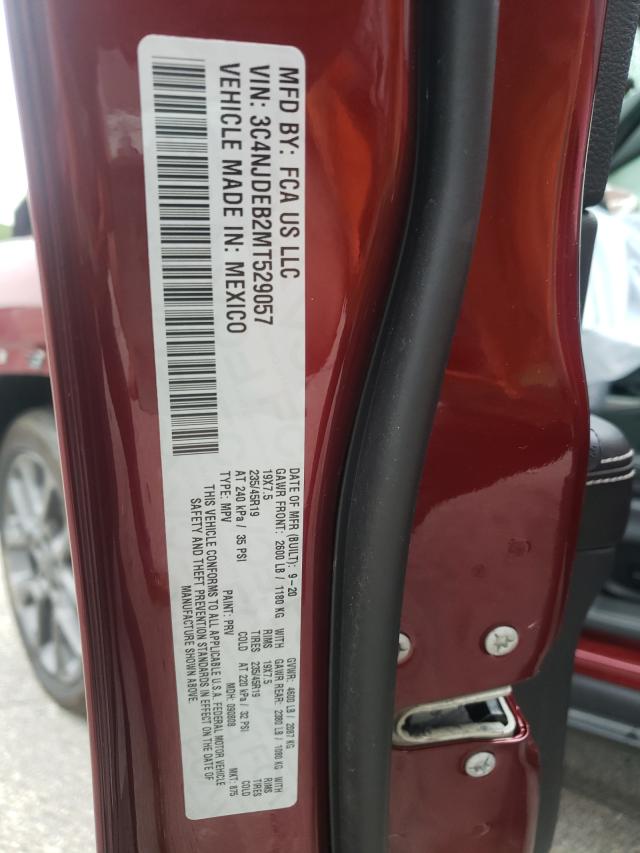 MFD BY: FCA US LLC
VIN: 3C4NJDEB2MT529057
VEHICLE MADE IN: MEXICO
DATE OF MFR (BUILT): 9-20 GVWR: 4600 LB / 2087 KG
GAWR FRONT: 2600 LB / 1180 KG WITH GAWR REAR: 2380 LB / 1080 KG WITH
19X7.5 RIMS 19X7.5 RIMS
235/45R19 TIRES 235/45R19 TIRES
AT 240 kPa / 35 PSI COLD AT 220 kPa / 32 PSI COLD
TYPE: MPV PAINT: PRV MDH: 090809 MKT: 875
THIS VEHICLE CONFORMS TO ALL APPLICABLE U.S.A. FEDERAL MOTOR VEHICLE
SAFETY AND THEFT PREVENTION STANDARDS IN EFFECT ON THE DATE OF
MANUFACTURE SHOWN ABOVE.